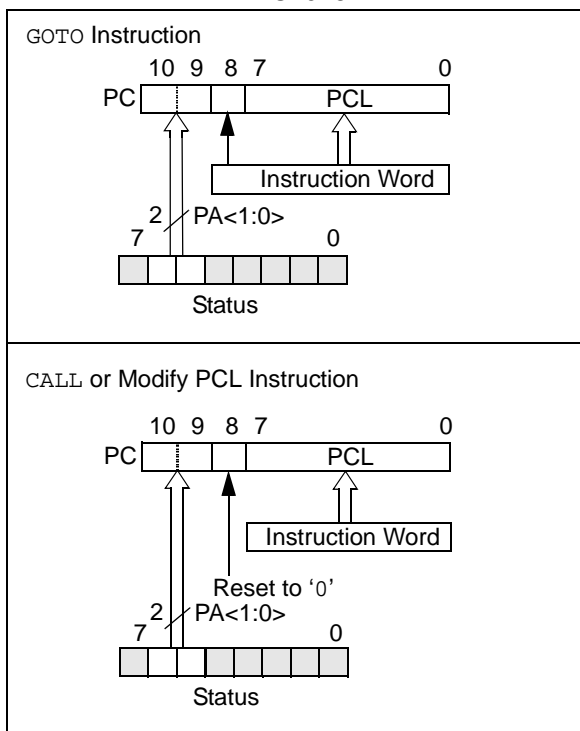 GOTO Instruction
10 9 8 7 0
PC PCL
Instruction Word
2 PA<1:0>
7 0
Status
CALL or Modify PCL Instruction
10 9 8 7 0
PC PCL
Instruction Word
Reset to ‘0’
2 PA<1:0>
7 0
Status